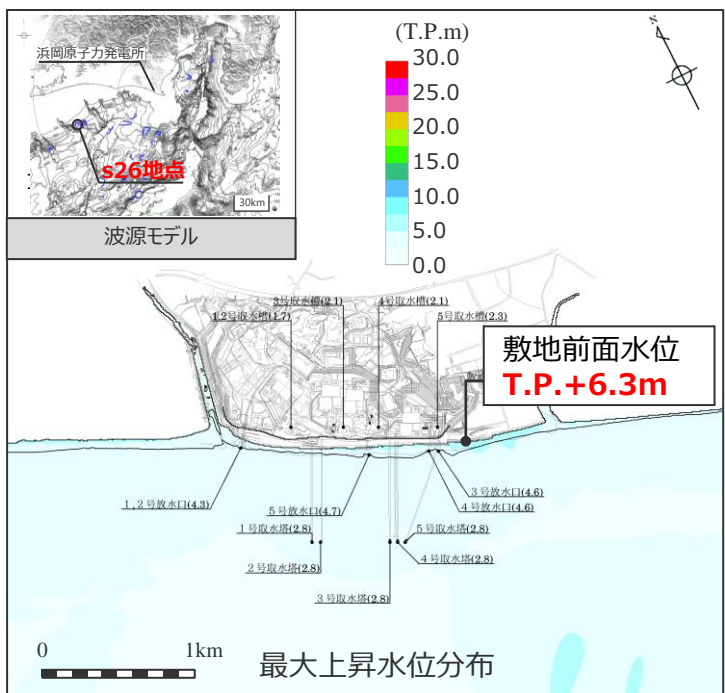 浜岡原子力発電所
s26地点
30km
波源モデル
(T.P.m)
30.0
25.0
20.0
15.0
10.0
5.0
0.0
N
3号取水槽(2.1)
4号取水槽(2.1)
1,2号取水槽(1.7)
5号取水槽(2.3)
敷地前面水位
T.P.+6.3m
1,2号放水口(4.3)
5号放水口(4.7)
3号放水口(4.6)
4号放水口(4.6)
1号取水塔(2.8)
5号取水塔(2.8)
2号取水塔(2.8)
4号取水塔(2.8)
3号取水塔(2.8)
0 1km
最大上昇水位分布